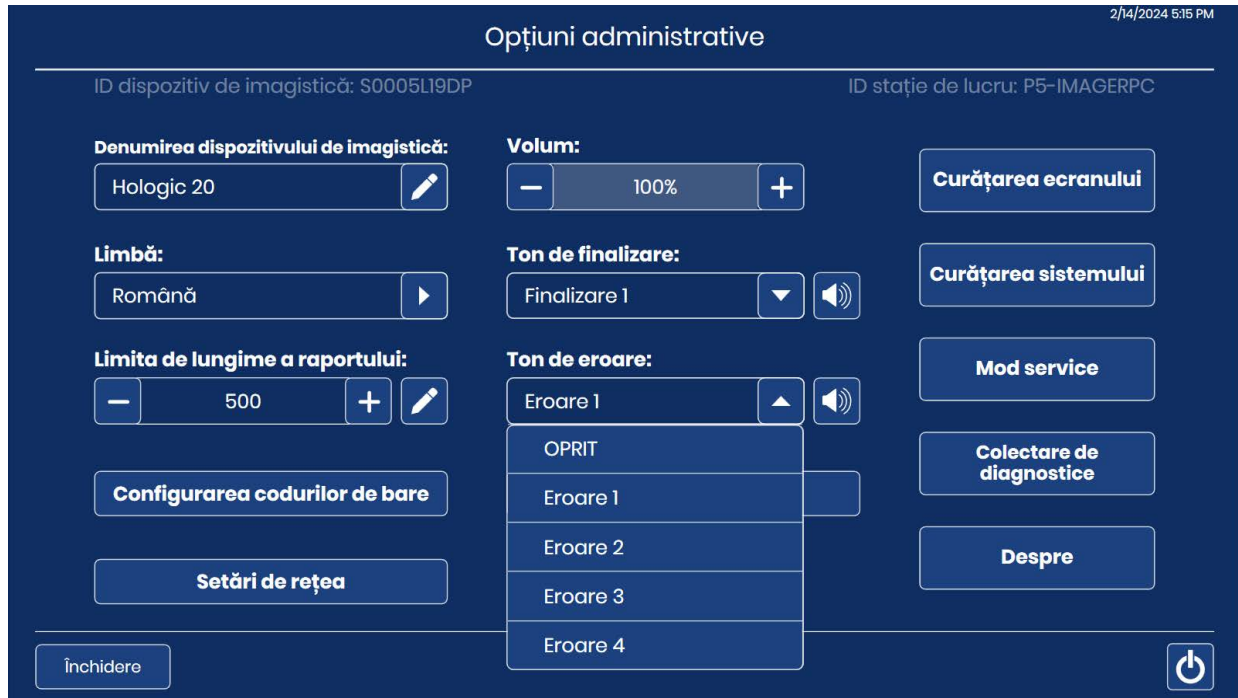 2/14/2024 5:15 PM
Opțiuni administrative
ID dispozitiv de imagistică: S0005L19DP
ID stație de lucru: P5-IMAGERPC
Denumirea dispozitivului de imagistică:
Hologic 20
Volum:
100%
Curățarea ecranului
Limbă:
Română
Ton de finalizare:
Finalizare 1
Curățarea sistemului
Limita de lungime a raportului:
500
Ton de eroare:
Eroare 1
Mod service
OPRIT
Eroare 1
Eroare 2
Eroare 3
Eroare 4
Colectare de
diagnostice
Configurarea codurilor de bare
Despre
Setări de rețea
Închidere